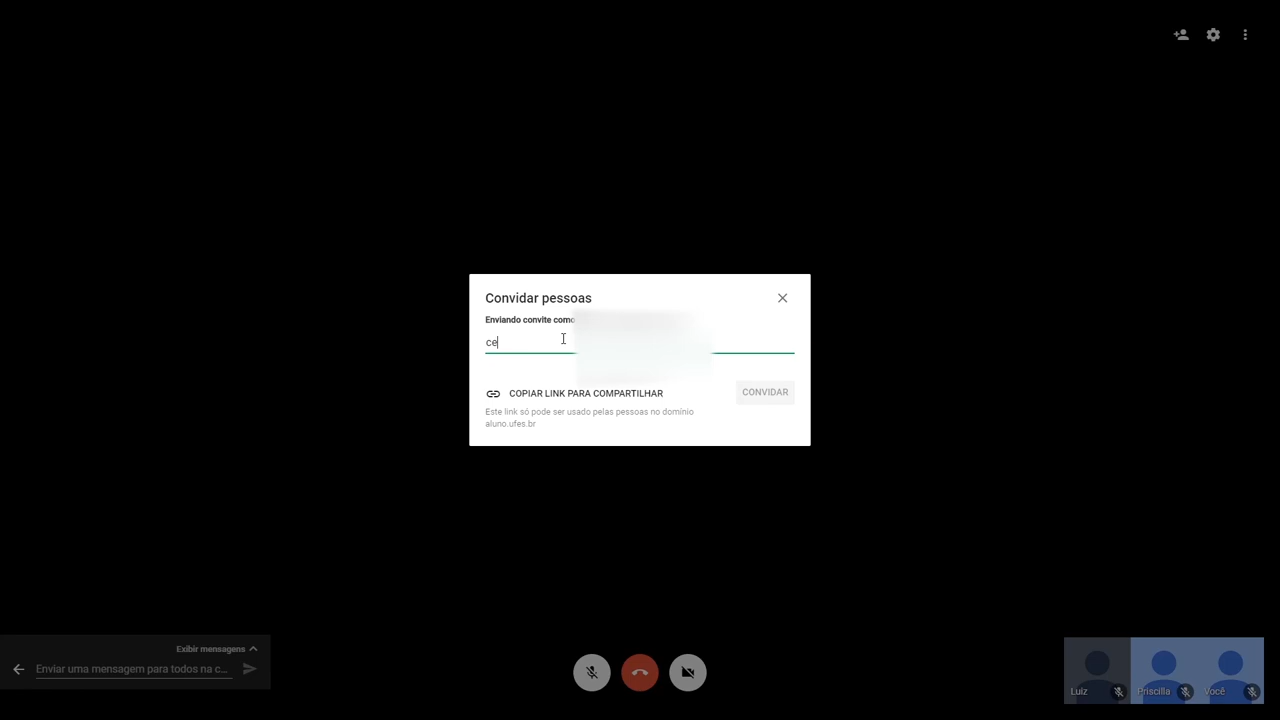 Convidar pessoas
Enviando convite como
ce
COPIAR LINK PARA COMPARTILHAR
CONVIDAR
Este link só pode ser usado pelas pessoas no domínio
aluno.ufes.br
Exibir mensagens
Enviar uma mensagem para todos na c...
Luiz
Priscilla
Você